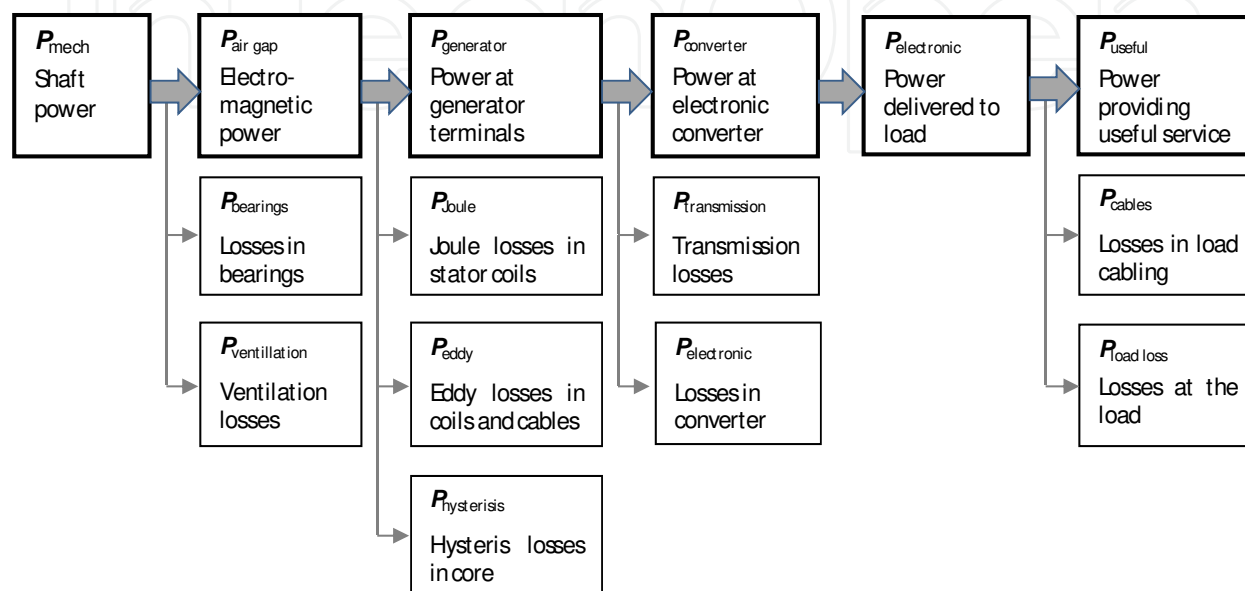 Pmech
Shaft
power
Pair gap
Electro-
magnetic
power
Pgenerator
Power at
generator
terminals
Pconverter
Power at
electronic
converter
Pelectronic
Power
delivered to
load
Puseful
Power
providing
useful service
Pbearings
Losses in
bearings
PJoule
Joule losses in
stator coils
Ptransmission
Transmission
losses
Pcables
Losses in load
cabling
Pventillation
Ventilation
losses
Peddy
Eddy losses in
coils and cables
Pelectronic
Losses in
converter
Pload loss
Losses at the
load
Physterisis
Hysteris losses
in core